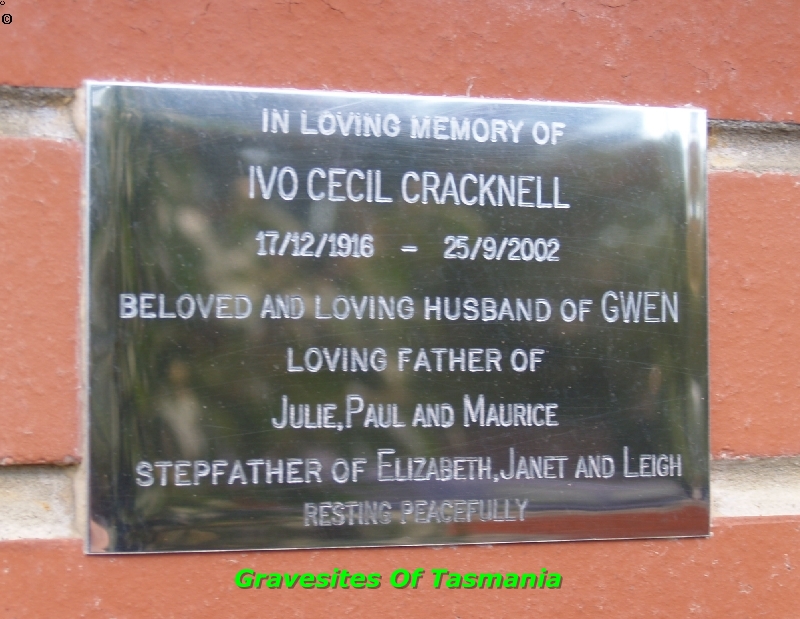 ©
IN LOVING MEMORY OF
IVO CECIL CRACKNELL
17/12/1916 – 25/9/2002
BELOVED AND LOVING HUSBAND OF GWEN
LOVING FATHER OF
JULIE, PAUL AND MAURICE
STEPFATHER OF ELIZABETH, JANET AND LEIGH
RESTING PEACEFULLY
Gravesites Of Tasmania